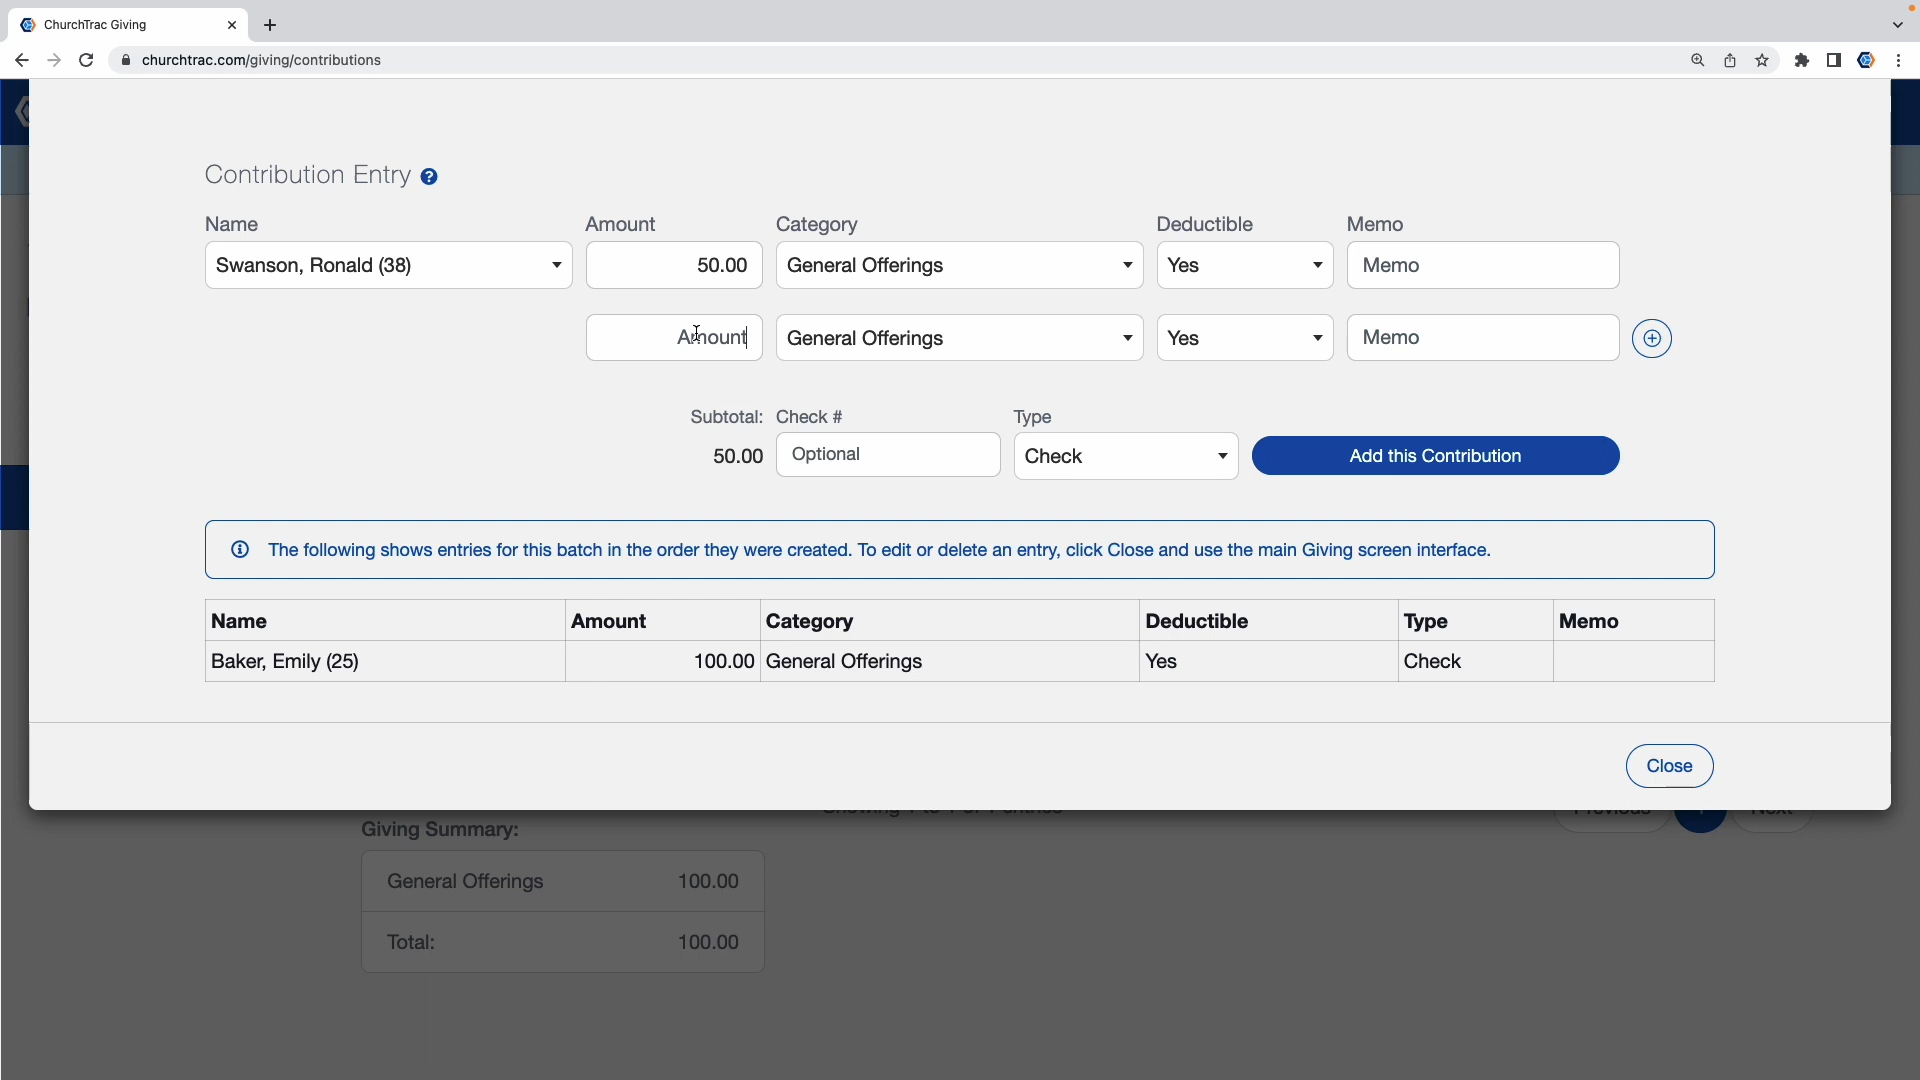 ChurchTrac Giving
churchtrac.com/giving/contributions
Contribution Entry ?
Name Amount Category Deductible Memo
Swanson, Ronald (38) 50.00 General Offerings Yes Memo
Amount General Offerings Yes Memo
Subtotal: Check # Type
50.00 Optional Check Add this Contribution
The following shows entries for this batch in the order they were created. To edit or delete an entry, click Close and use the main Giving screen interface.
Name Amount Category Deductible Type Memo
Baker, Emily (25) 100.00 General Offerings Yes Check
Close
Giving Summary:
General Offerings 100.00
Total: 100.00